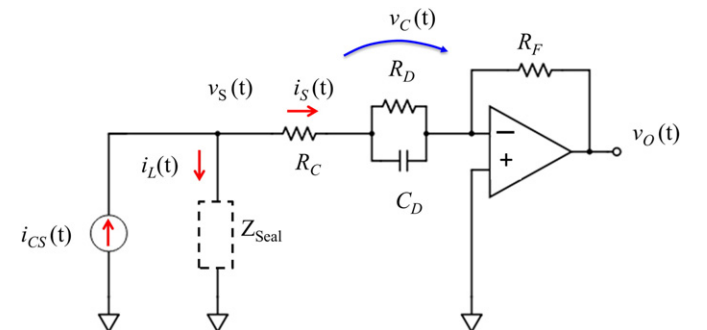 v_C(t)
R_F
R_D
v_S(t)
i_S(t)
v_O(t)
−
+
i_L(t)
R_C
C_D
i_CS(t)
Z_Seal